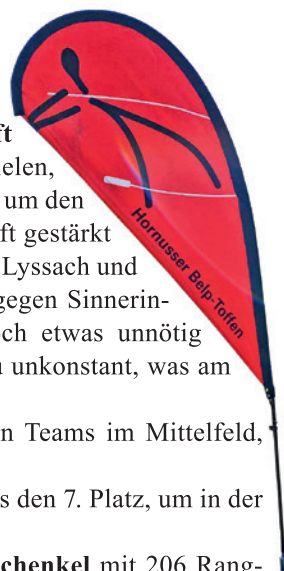 ft
elen,
um den
ft gestärkt
Lyssach und
gegen Sinnerin-
ch etwas unnötig
u unkonstant, was am
n Teams im Mittelfeld,
s den 7. Platz, um in der
chenkel mit 206 Rang-
Hornusser Belp-Toffen